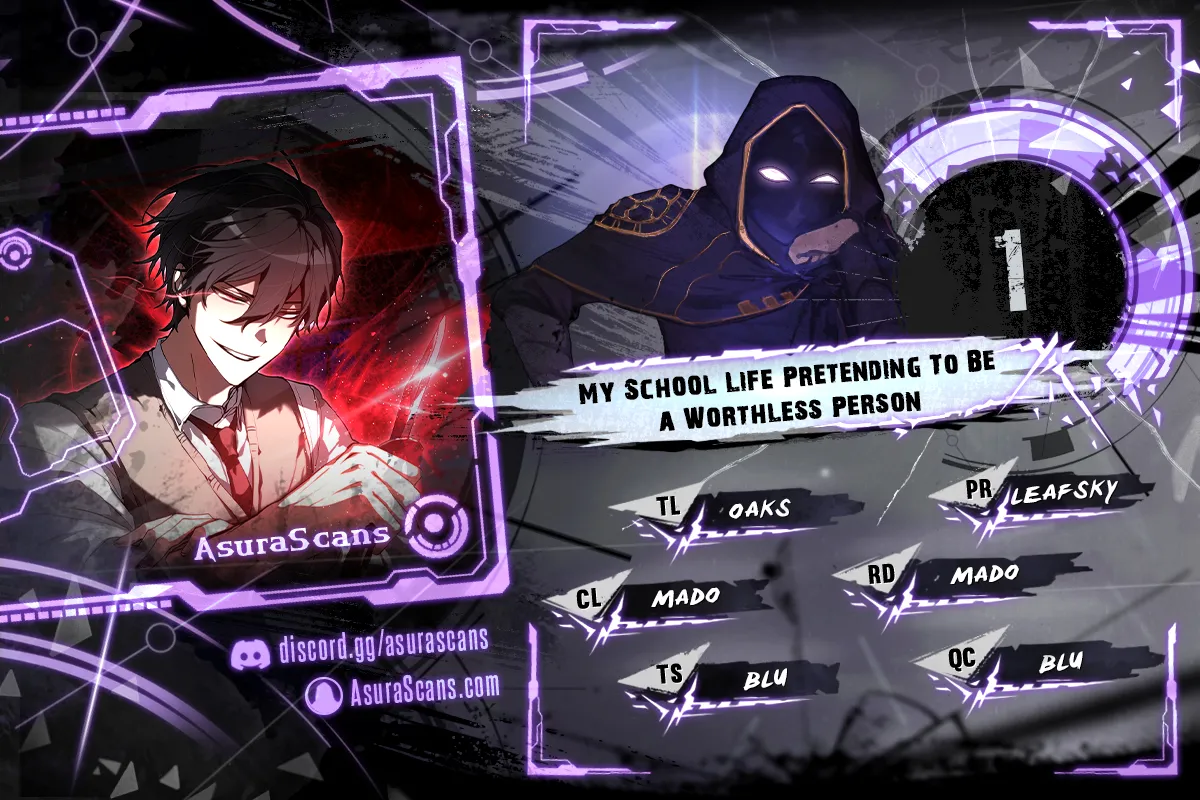 1
MY SCHOOL LIFE PRETENDING TO BE
A WORTHLESS PERSON
TL OAKS
PR LEAFSKY
CL MADO
RD MADO
TS BLU
QC BLU
AsuraScans
discord.gg/asurascans
AsuraScans.com